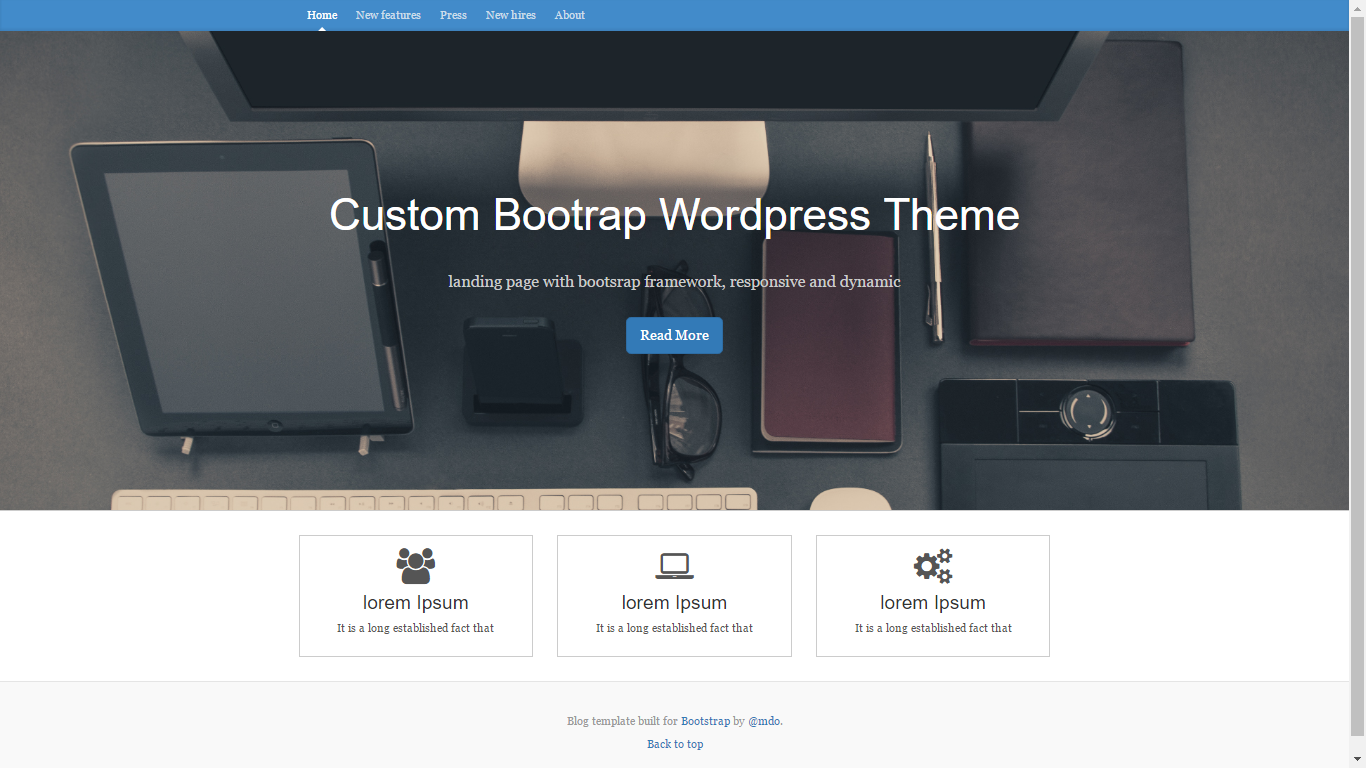 Home New features Press New hires About
Custom Bootrap Wordpress Theme
landing page with bootsrap framework, responsive and dynamic
Read More
lorem Ipsum
It is a long established fact that
lorem Ipsum
It is a long established fact that
lorem Ipsum
It is a long established fact that
Blog template built for Bootstrap by @mdo.
Back to top